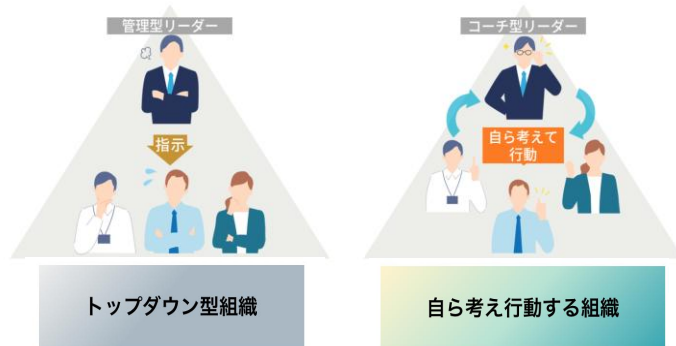 管理型リーダー
指示
トップダウン型組織
コーチ型リーダー
自ら考えて
行動
自ら考え行動する組織